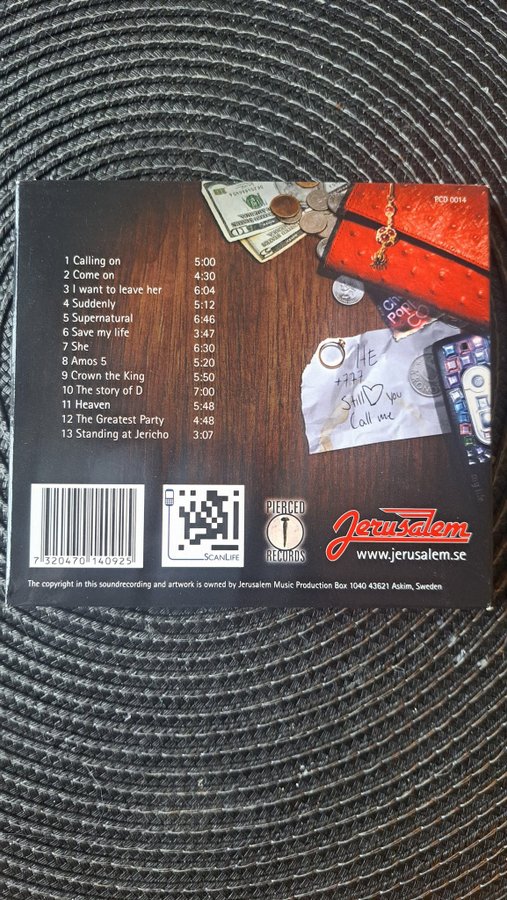 PCD 0014
1 Calling on 5:00
2 Come on 4:30
3 I want to leave her 6:04
4 Suddenly 5:12
5 Supernatural 6:46
6 Save my life 3:47
7 She 6:30
8 Amos 5 5:20
9 Crown the King 5:50
10 The story of D 7:00
11 Heaven 5:48
12 The Greatest Party 4:48
13 Standing at Jericho 3:07
HE
+777
Still you
Call me
7 320470 140925
SCANLIFE
PIERCED
RECORDS
Jerusalem
www.jerusalem.se
The copyright in this soundrecording and artwork is owned by Jerusalem Music Production Box 1040 43621 Askim, Sweden